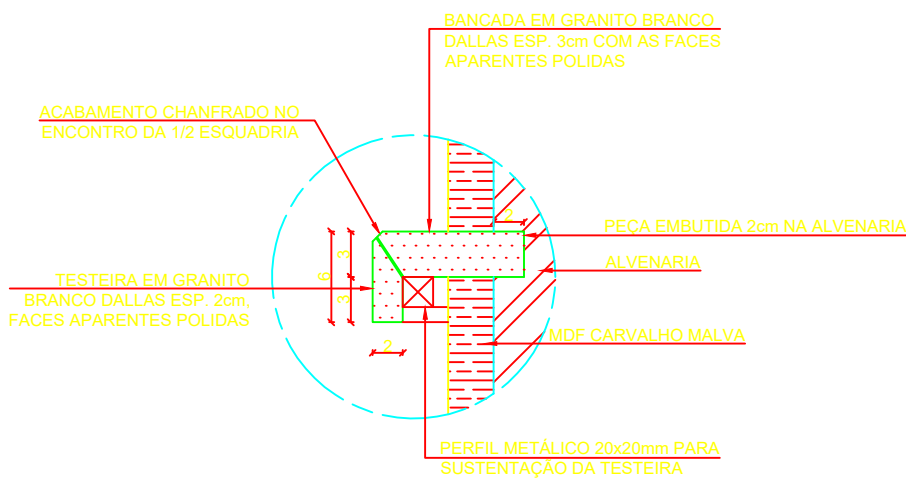 BANCADA EM GRANITO BRANCO
DALLAS ESP. 3cm COM AS FACES
APARENTES POLIDAS
ACABAMENTO CHANFRADO NO
ENCONTRO DA 1/2 ESQUADRIA
2
PEÇA EMBUTIDA 2cm NA ALVENARIA
ALVENARIA
3
6
3
TESTEIRA EM GRANITO
BRANCO DALLAS ESP. 2cm,
FACES APARENTES POLIDAS
2
MDF CARVALHO MALVA
PERFIL METÁLICO 20x20mm PARA
SUSTENTAÇÃO DA TESTEIRA